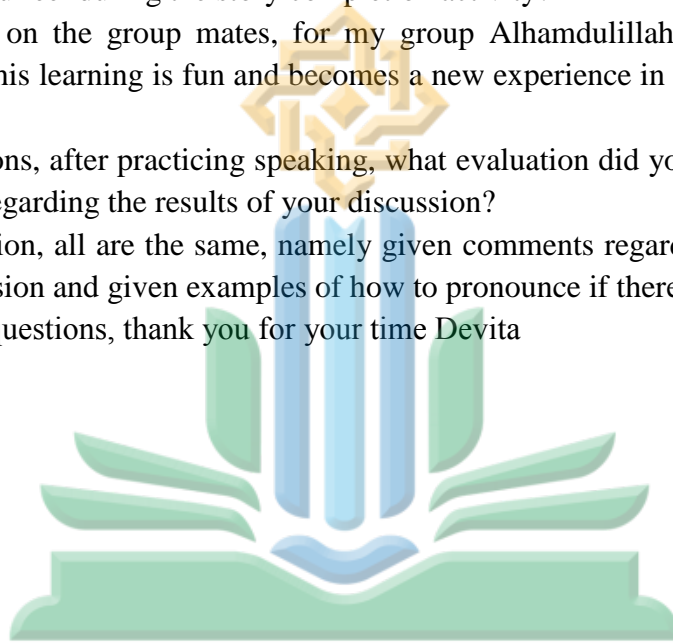 on the group mates, for my group Alhamdulillah
his learning is fun and becomes a new experience in
ons, after practicing speaking, what evaluation did yo
egarding the results of your discussion?
ion, all are the same, namely given comments regar
sion and given examples of how to pronounce if there
questions, thank you for your time Devita